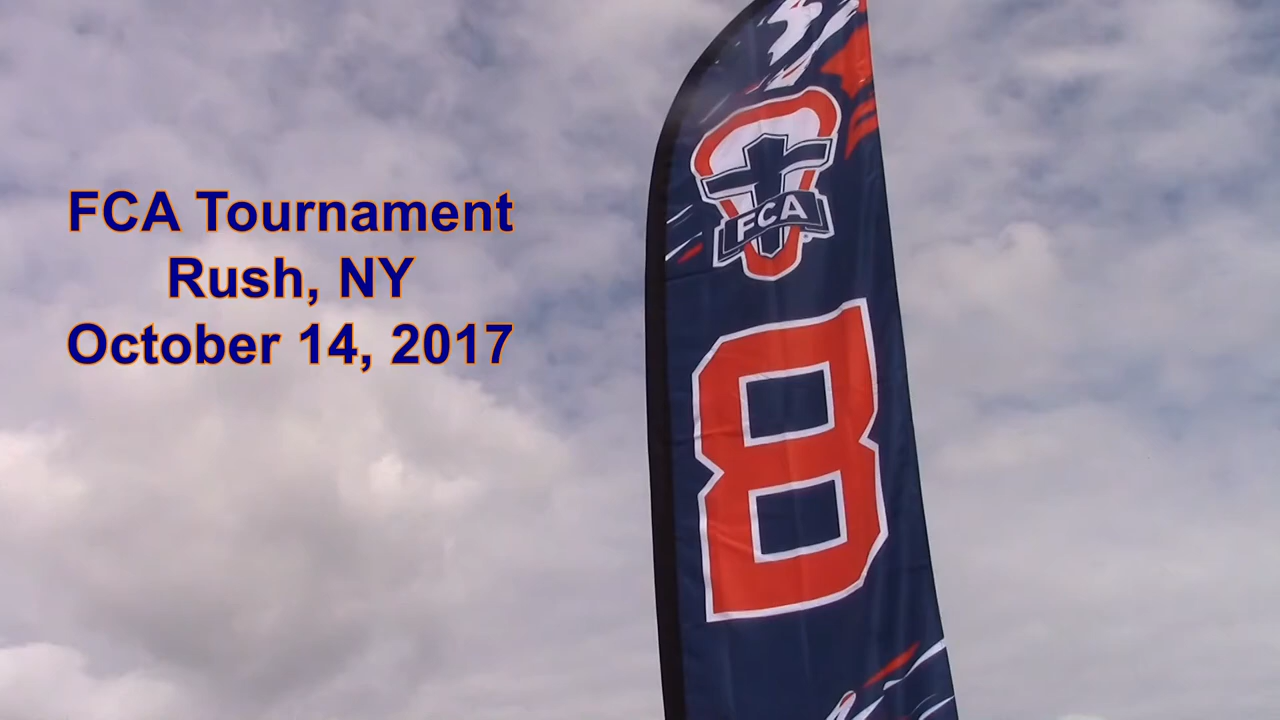 FCA Tournament
Rush, NY
October 14, 2017
FCA
8